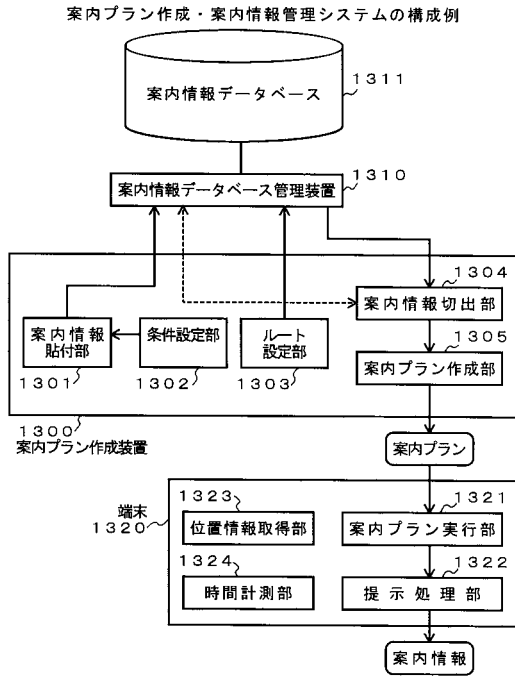 案内プラン作成・案内情報管理システムの構成例
案内情報データベース
1311
1310
案内情報データベース管理装置
1304
案内情報切出部
案内情報
貼付部
1301
条件設定部
1302
ルート
設定部
1303
1305
案内プラン作成部
1300
案内プラン作成装置
案内プラン
端末
1320
1323
位置情報取得部
1321
案内プラン実行部
1324
時間計測部
1322
提示処理部
案内情報